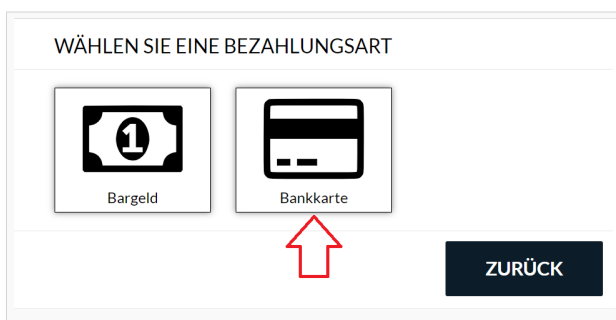 WÄHLEN SIE EINE BEZAHLUNGSART
1
Bargeld
Bankkarte
ZURÜCK